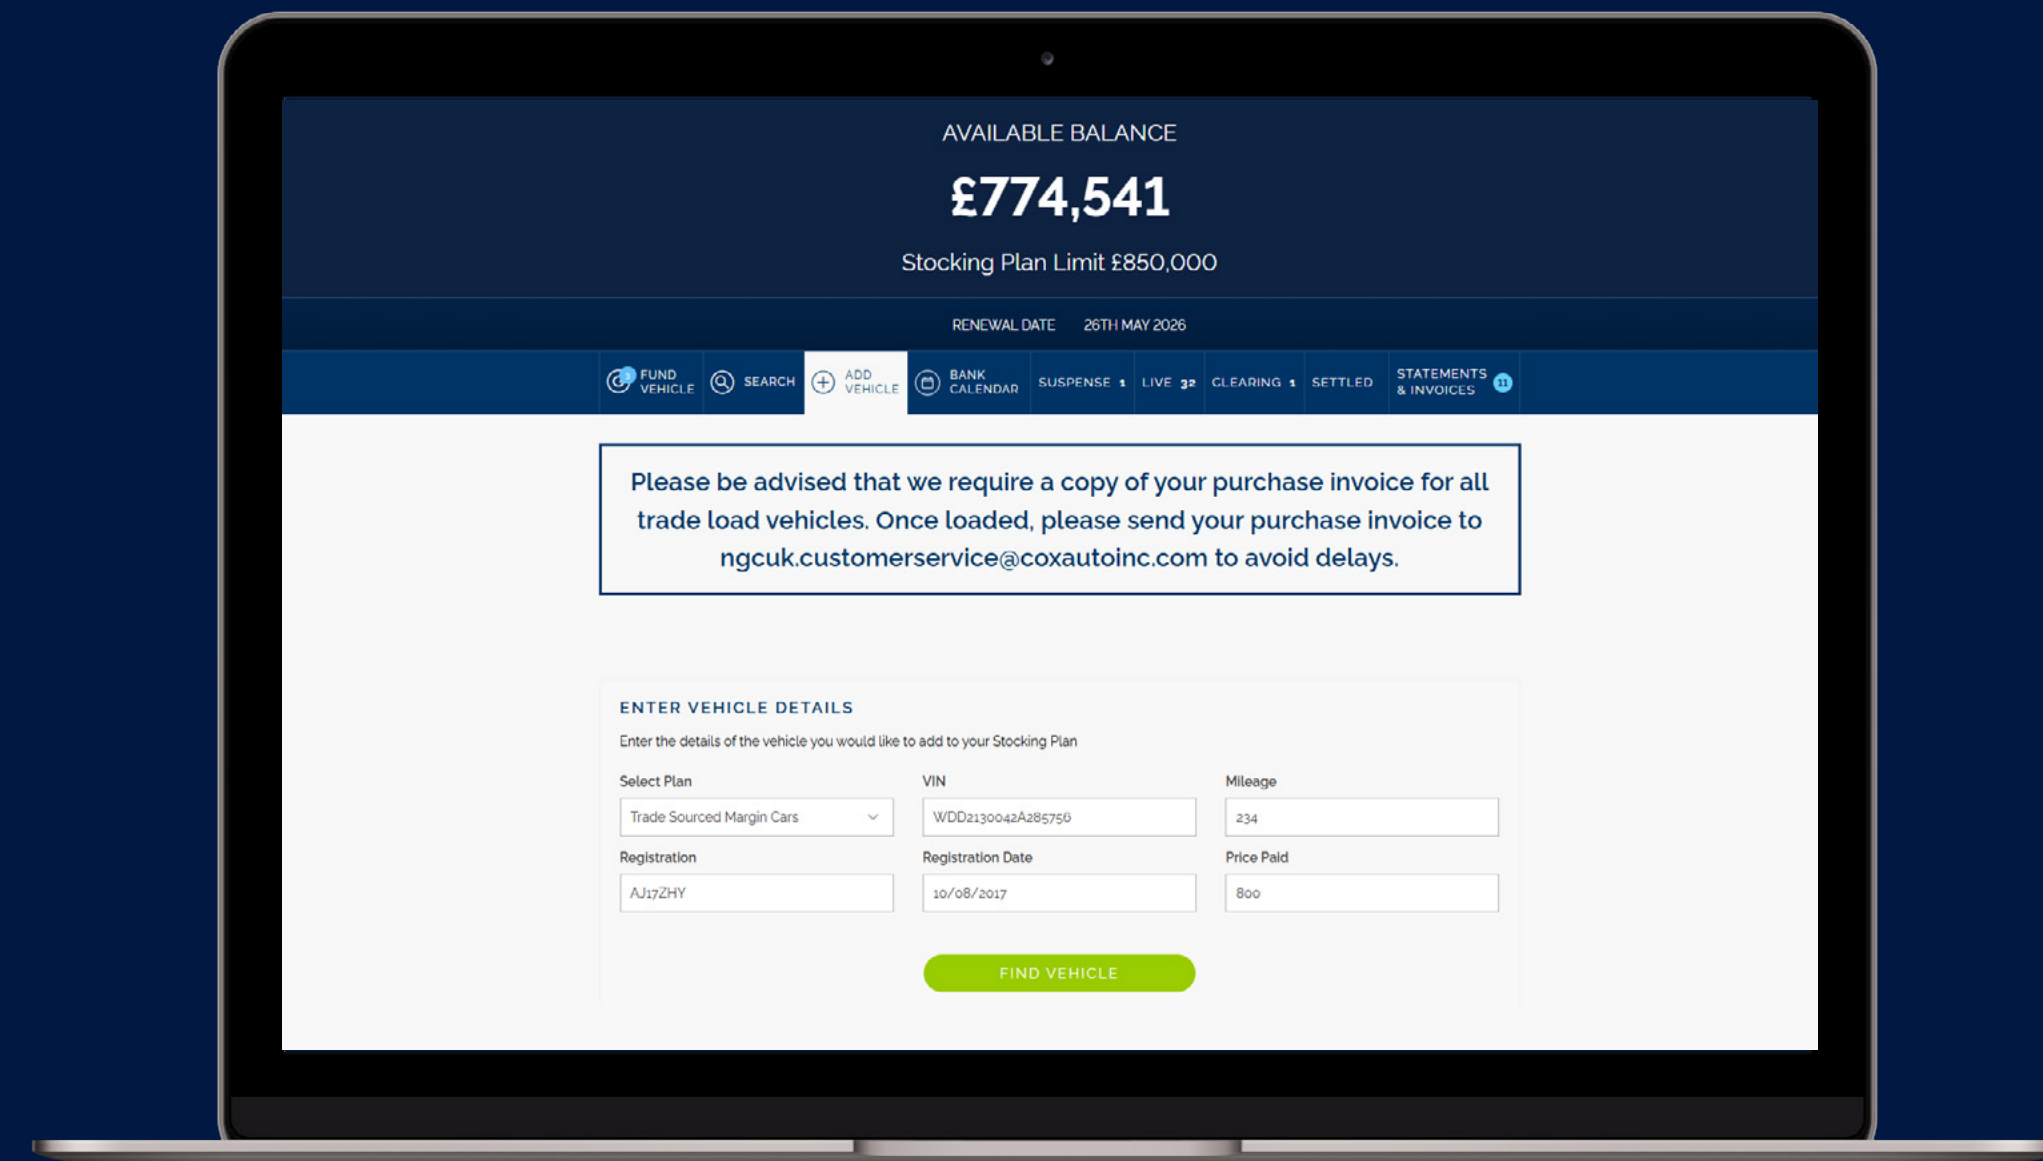 AVAILABLE BALANCE
£774,541
Stocking Plan Limit £850,000
RENEWAL DATE 26TH MAY 2026
3
FUND
VEHICLE
SEARCH
ADD
VEHICLE
BANK
CALENDAR
SUSPENSE 1
LIVE 32
CLEARING 1
SETTLED
STATEMENTS
& INVOICES
11
Please be advised that we require a copy of your purchase invoice for all
trade load vehicles. Once loaded, please send your purchase invoice to
ngcuk.customerservice@coxautoinc.com to avoid delays.
ENTER VEHICLE DETAILS
Enter the details of the vehicle you would like to add to your Stocking Plan
Select Plan VIN Mileage
Trade Sourced Margin Cars WDD2130042A285756 234
Registration Registration Date Price Paid
AJ17ZHY 10/08/2017 800
FIND VEHICLE